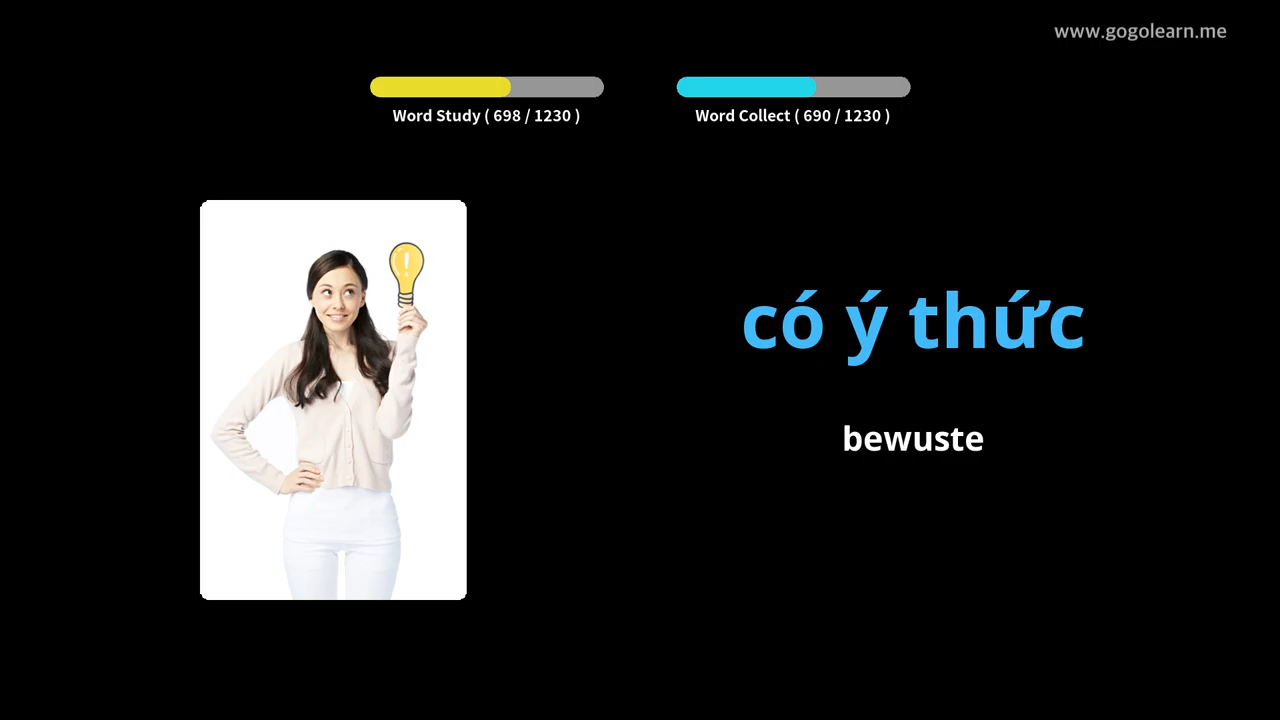 www.gogolearn.me
Word Study ( 698 / 1230 )
Word Collect ( 690 / 1230 )
có ý thức
bewuste